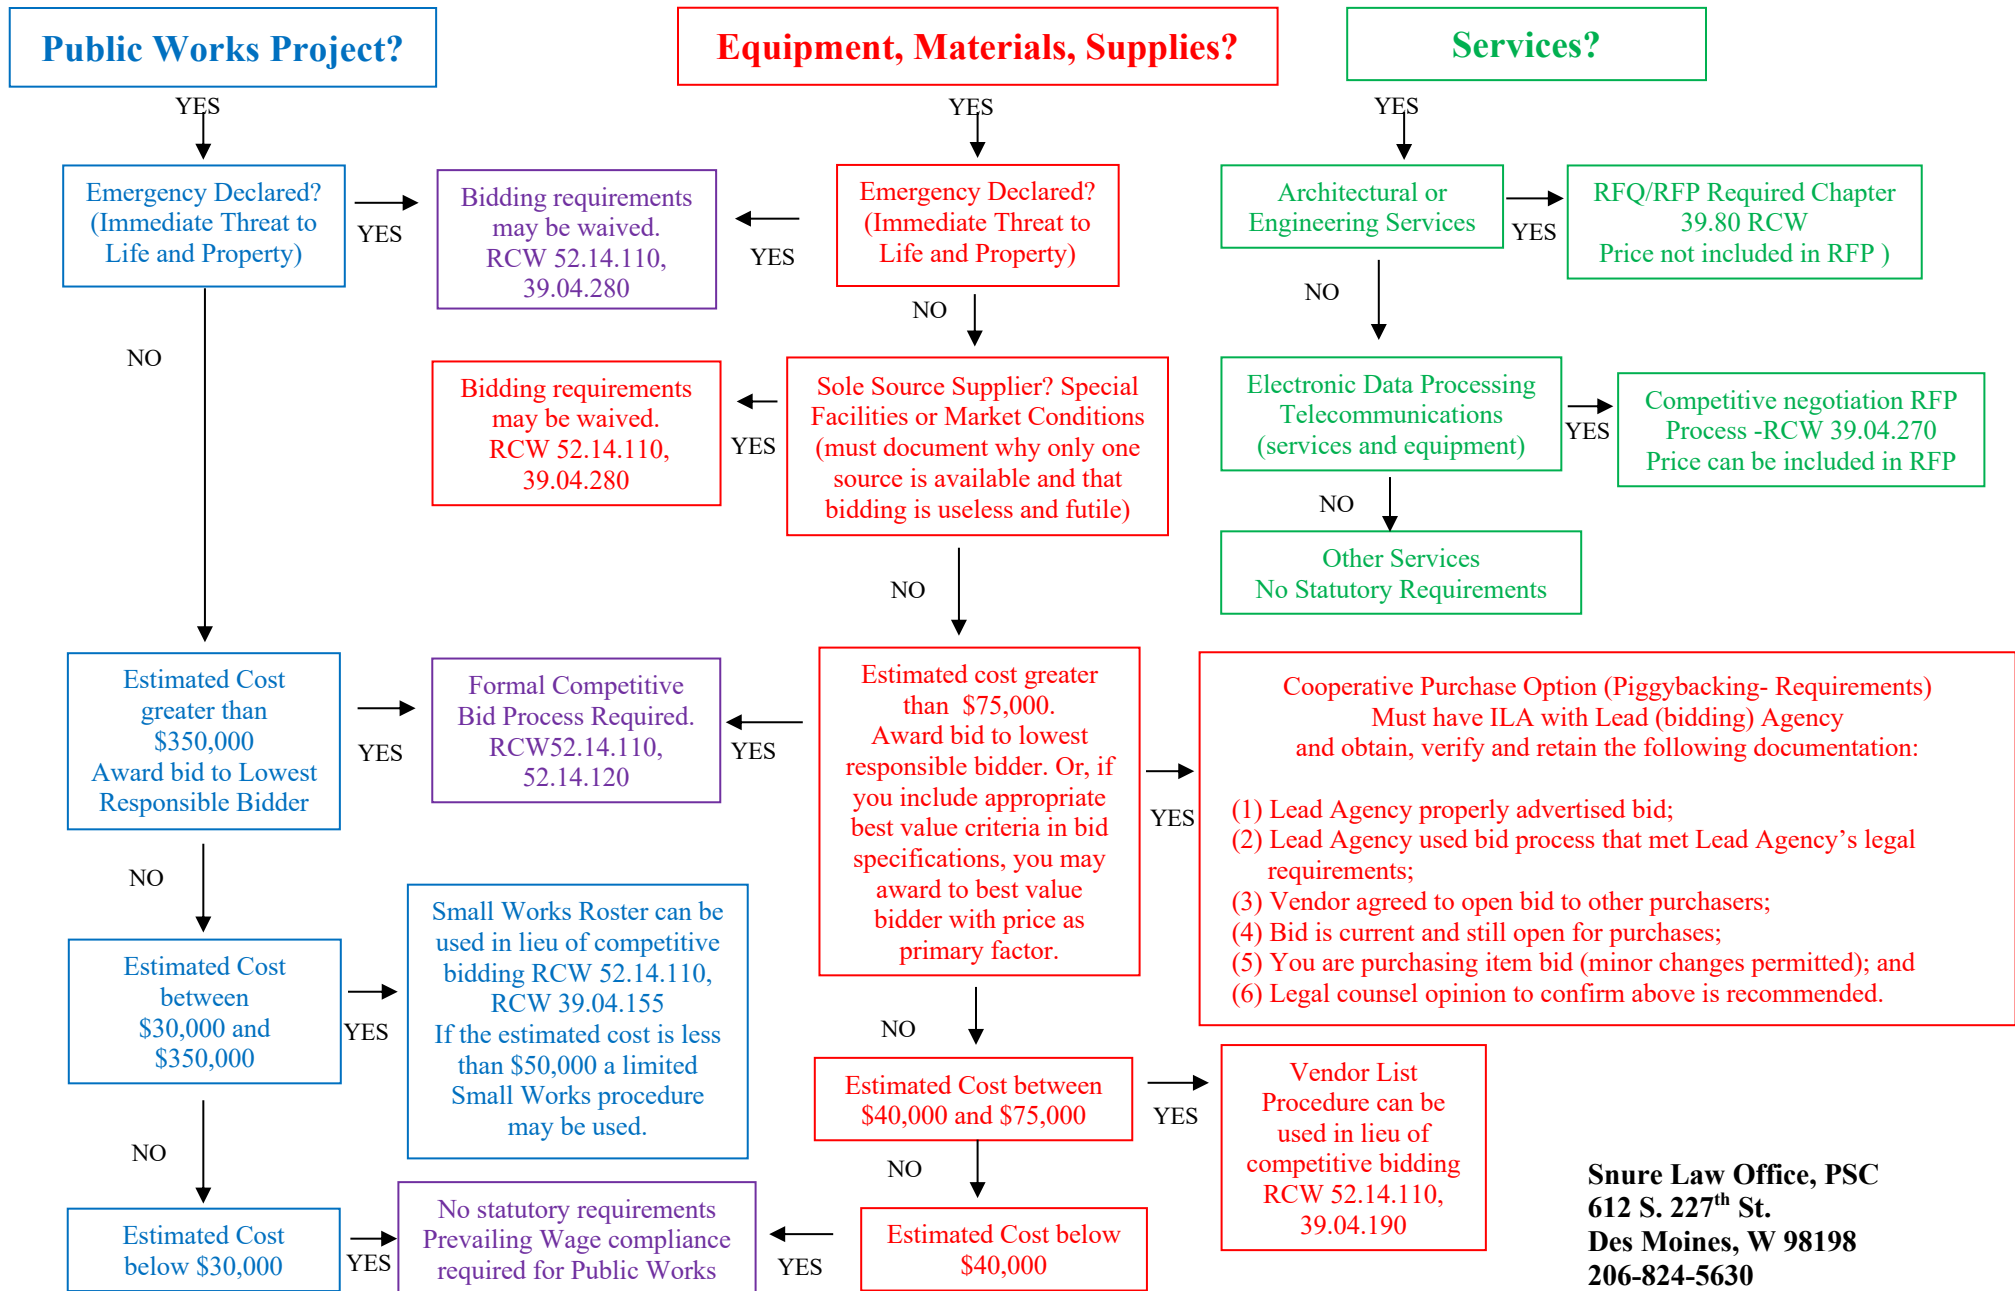 Public Works Project?
Equipment, Materials, Supplies?
Services?
YES
YES
YES
Emergency Declared?
(Immediate Threat to
Life and Property)
YES
Bidding requirements
may be waived.
RCW 52.14.110,
39.04.280
YES
Emergency Declared?
(Immediate Threat to
Life and Property)
Architectural or
Engineering Services
YES
RFQ/RFP Required Chapter
39.80 RCW
Price not included in RFP )
NO
NO
NO
Bidding requirements
may be waived.
RCW 52.14.110,
39.04.280
YES
Sole Source Supplier? Special
Facilities or Market Conditions
(must document why only one
source is available and that
bidding is useless and futile)
Electronic Data Processing
Telecommunications
(services and equipment)
YES
Competitive negotiation RFP
Process -RCW 39.04.270
Price can be included in RFP
NO
Other Services
No Statutory Requirements
NO
Estimated Cost
greater than
$350,000
Award bid to Lowest
Responsible Bidder
YES
Formal Competitive
Bid Process Required.
RCW52.14.110,
52.14.120
YES
Estimated cost greater
than  $75,000.
Award bid to lowest
responsible bidder. Or, if
you include appropriate
best value criteria in bid
specifications, you may
award to best value
bidder with price as
primary factor.
YES
Cooperative Purchase Option (Piggybacking- Requirements)
Must have ILA with Lead (bidding) Agency
and obtain, verify and retain the following documentation:
(1) Lead Agency properly advertised bid;
(2) Lead Agency used bid process that met Lead Agency’s legal
requirements;
(3) Vendor agreed to open bid to other purchasers;
(4) Bid is current and still open for purchases;
(5) You are purchasing item bid (minor changes permitted); and
(6) Legal counsel opinion to confirm above is recommended.
NO
Estimated Cost
between
$30,000 and
$350,000
YES
Small Works Roster can be
used in lieu of competitive
bidding RCW 52.14.110,
RCW 39.04.155
If the estimated cost is less
than $50,000 a limited
Small Works procedure
may be used.
NO
Estimated Cost between
$40,000 and $75,000
YES
Vendor List
Procedure can be
used in lieu of
competitive bidding
RCW 52.14.110,
39.04.190
NO
NO
Estimated Cost
below $30,000
YES
No statutory requirements
Prevailing Wage compliance
required for Public Works
YES
Estimated Cost below
$40,000
Snure Law Office, PSC
612 S. 227th St.
Des Moines, W 98198
206-824-5630